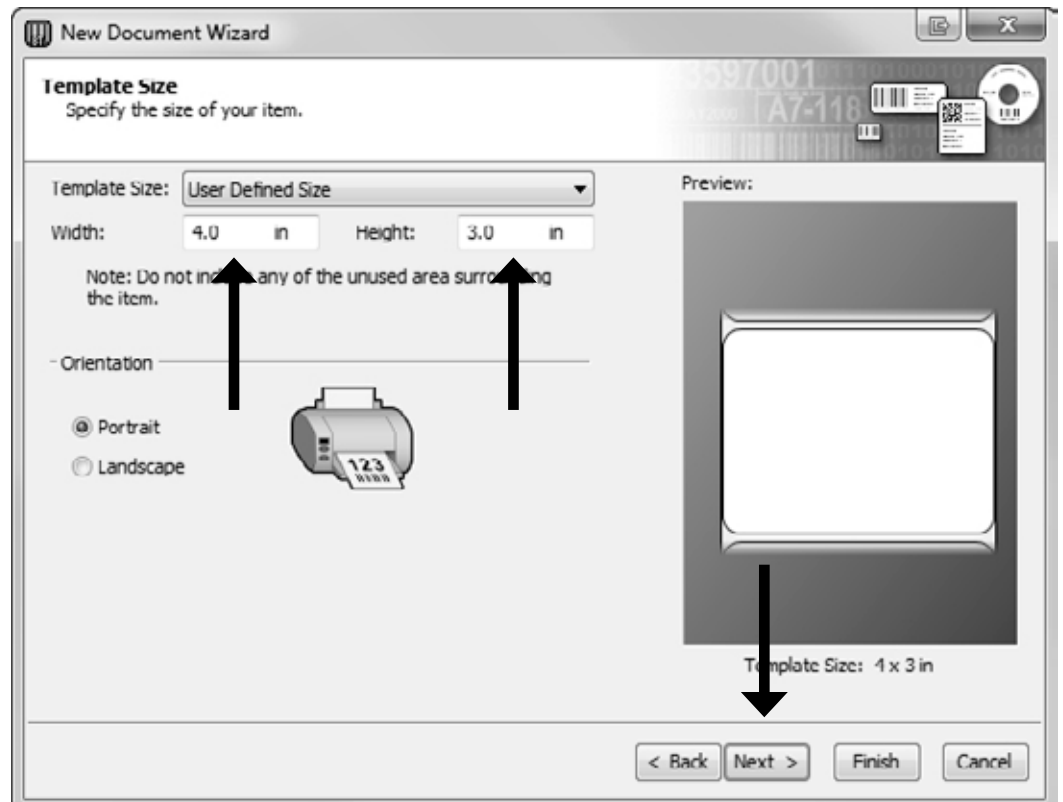 New Document Wizard
Template Size
Specify the size of your item.
3597001
A7-118
Template Size: User Defined Size
Preview:
Width: 4.0 in Height: 3.0 in
Note: Do not any of the unused area
the item.
Orientation
Portrait
Landscape
123
Template Size: 4 x 3 in
< Back Next > Finish Cancel